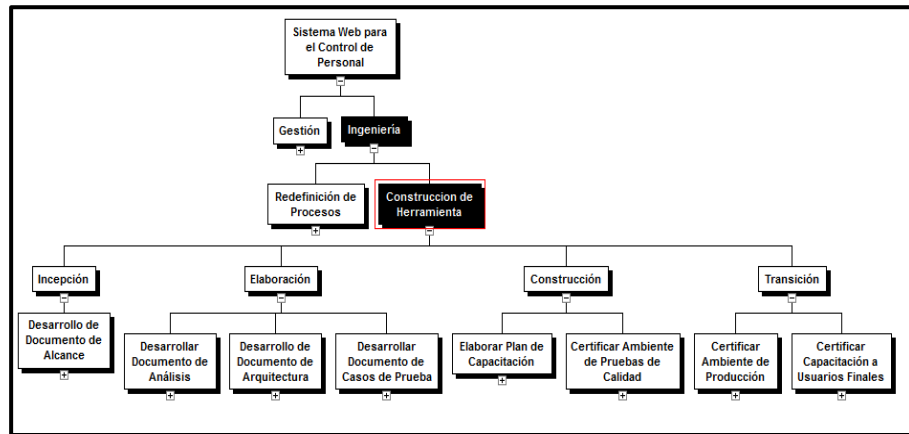 Sistema Web para
el Control de
Personal
Gestión
Ingeniería
Redefinición de
Procesos
Construccion de
Herramienta
Incepción
Elaboración
Construcción
Transición
Desarrollo de
Documento de
Alcance
Desarrollar
Documento de
Análisis
Desarrollo de
Documento de
Arquitectura
Desarrollar
Documento de
Casos de Prueba
Elaborar Plan de
Capacitación
Certificar Ambiente
de Pruebas de
Calidad
Certificar
Ambiente de
Producción
Certificar
Capacitación a
Usuarios Finales